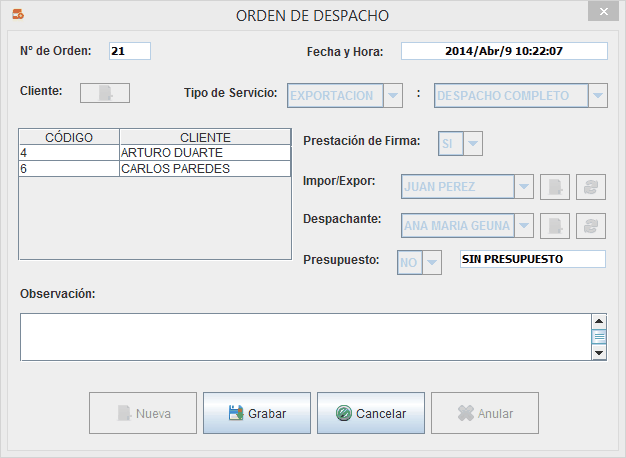 ORDEN DE DESPACHO
Nº de Orden: 21 Fecha y Hora: 2014/Abr/9 10:22:07
Cliente: Tipo de Servicio: EXPORTACION : DESPACHO COMPLETO
CÓDIGO CLIENTE
4 ARTURO DUARTE
6 CARLOS PAREDES
Prestación de Firma: SI
Impor/Expor: JUAN PEREZ
Despachante: ANA MARIA GEUNA
Presupuesto: NO SIN PRESUPUESTO
Observación:
Nueva Grabar Cancelar Anular